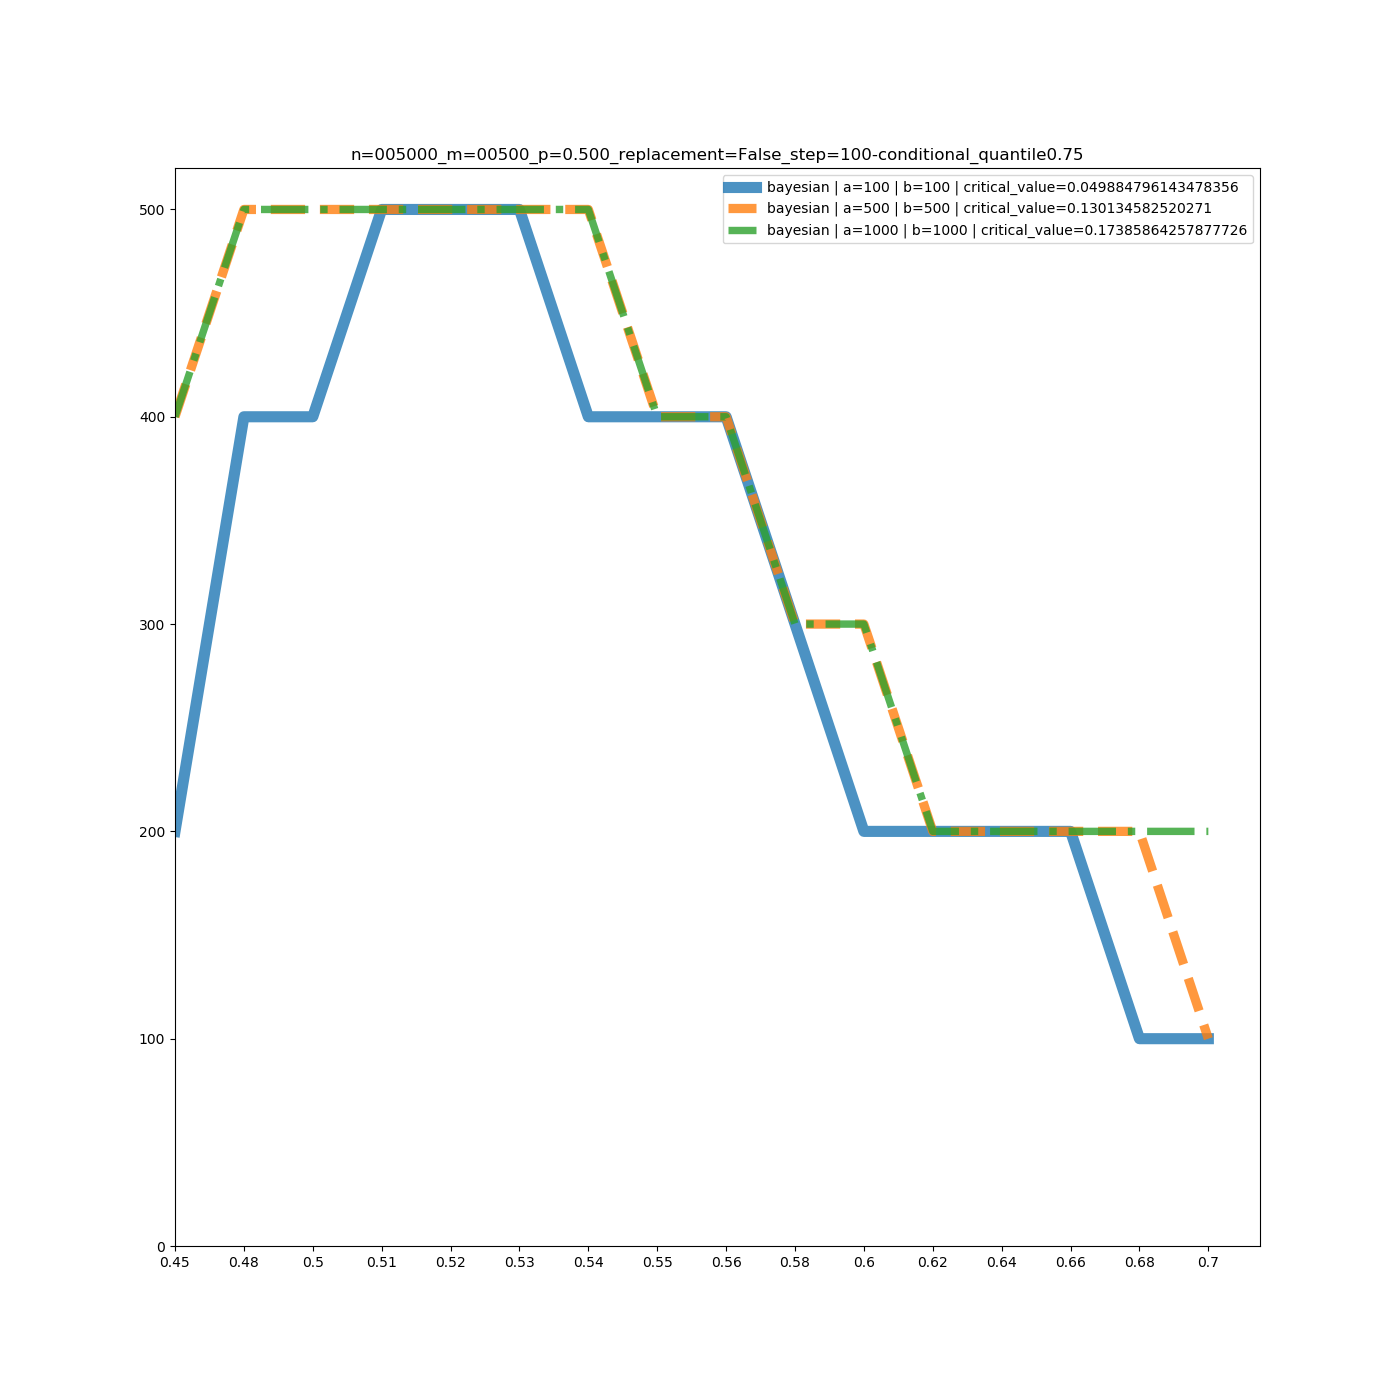 n=005000_m=00500_p=0.500_replacement=False_step=100-conditional_quantile0.75
bayesian | a=100 | b=100 | critical_value=0.049884796143478356
bayesian | a=500 | b=500 | critical_value=0.130134582520271
bayesian | a=1000 | b=1000 | critical_value=0.17385864257877726
500
400
300
200
100
0
0.45 0.48 0.5 0.51 0.52 0.53 0.54 0.55 0.56 0.58 0.6 0.62 0.64 0.66 0.68 0.7